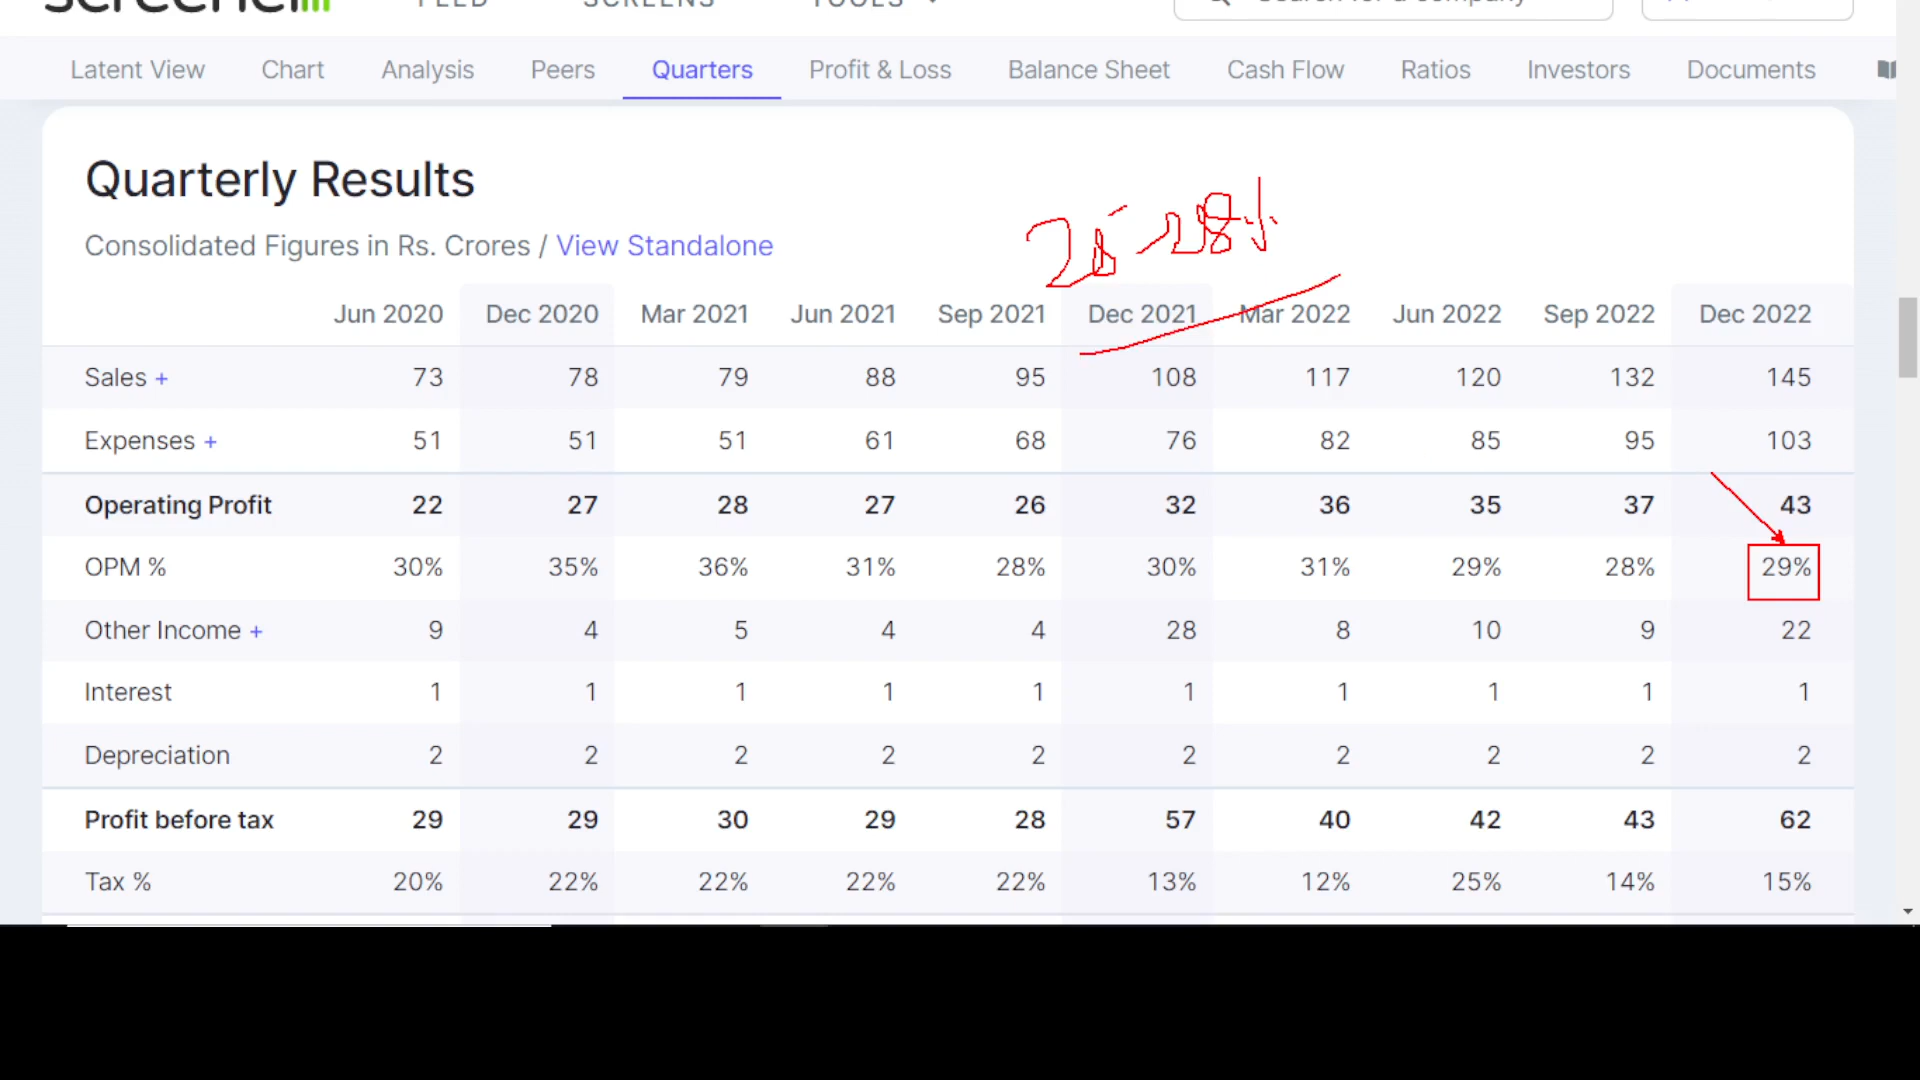 Latent View Chart Analysis Peers Quarters Profit & Loss Balance Sheet Cash Flow Ratios Investors Documents
Quarterly Results
Consolidated Figures in Rs. Crores / View Standalone
Jun 2020 Dec 2020 Mar 2021 Jun 2021 Sep 2021 Dec 2021 Mar 2022 Jun 2022 Sep 2022 Dec 2022
Sales + 73 78 79 88 95 108 117 120 132 145
Expenses + 51 51 51 61 68 76 82 85 95 103
Operating Profit 22 27 28 27 26 32 36 35 37 43
OPM % 30% 35% 36% 31% 28% 30% 31% 29% 28% 29%
Other Income + 9 4 5 4 4 28 8 10 9 22
Interest 1 1 1 1 1 1 1 1 1 1
Depreciation 2 2 2 2 2 2 2 2 2 2
Profit before tax 29 29 30 29 28 57 40 42 43 62
Tax % 20% 22% 22% 22% 22% 13% 12% 25% 14% 15%